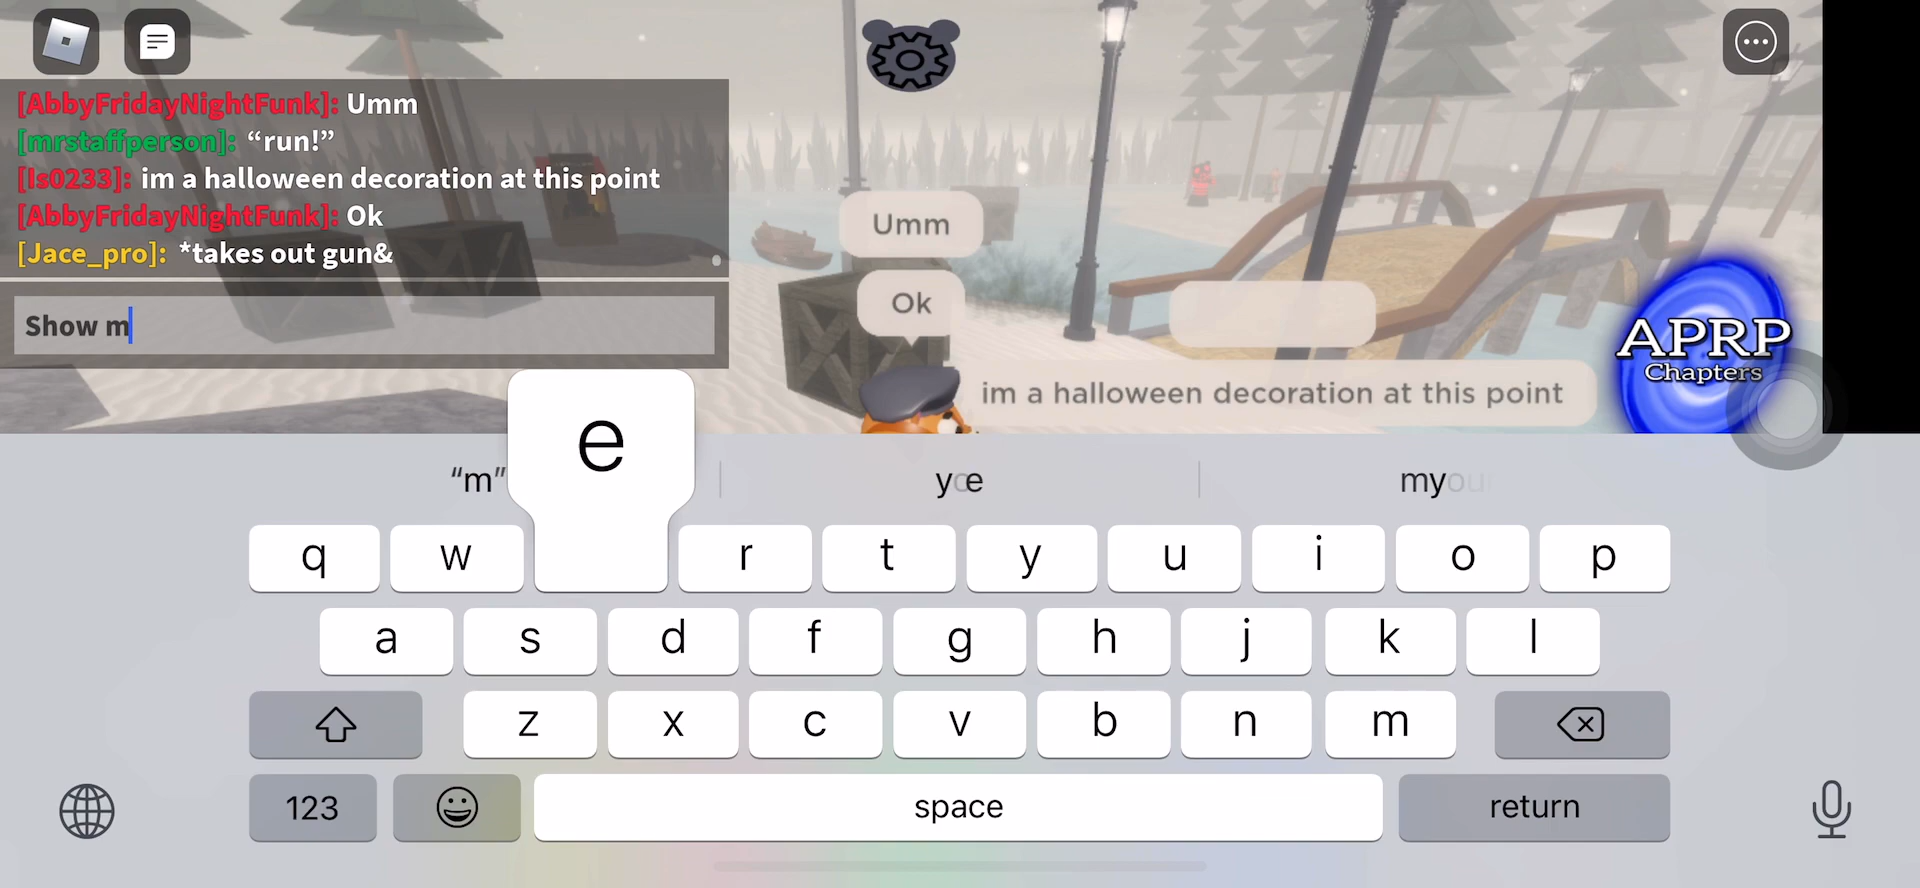 [AbbyFridayNightFunk]: Umm
[mrstaffperson]: “run!”
[Is0233]: im a halloween decoration at this point
[AbbyFridayNightFunk]: Ok
[Jace_pro]: *takes out gun&
Show m
Umm
Ok
im a halloween decoration at this point
APRP
Chapters
e
“m”
my
q w r t y u i o p
a s d f g h j k l
z x c v b n m
123 space return